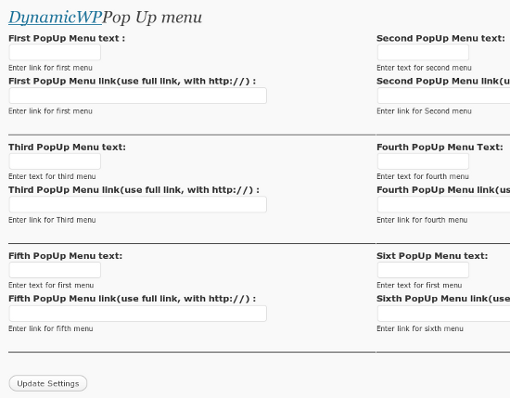 DynamicWPPop Up menu
First PopUp Menu text :
Enter link for first menu
First PopUp Menu link(use full link, with http://) :
Enter link for first menu
Second PopUp Menu text:
Enter text for second menu
Second PopUp Menu link(u
Enter link for Second menu
Third PopUp Menu text:
Enter text for third menu
Third PopUp Menu link(use full link, with http://) :
Enter link for Third menu
Fourth PopUp Menu Text:
Enter text for fourth menu
Fourth PopUp Menu link(us
Enter link for fourth menu
Fifth PopUp Menu text:
Enter text for first menu
Fifth PopUp Menu link(use full link, with http://) :
Enter link for fifth menu
Sixt PopUp Menu text:
Enter text for first menu
Sixth PopUp Menu link(use
Enter link for sixth menu
Update Settings